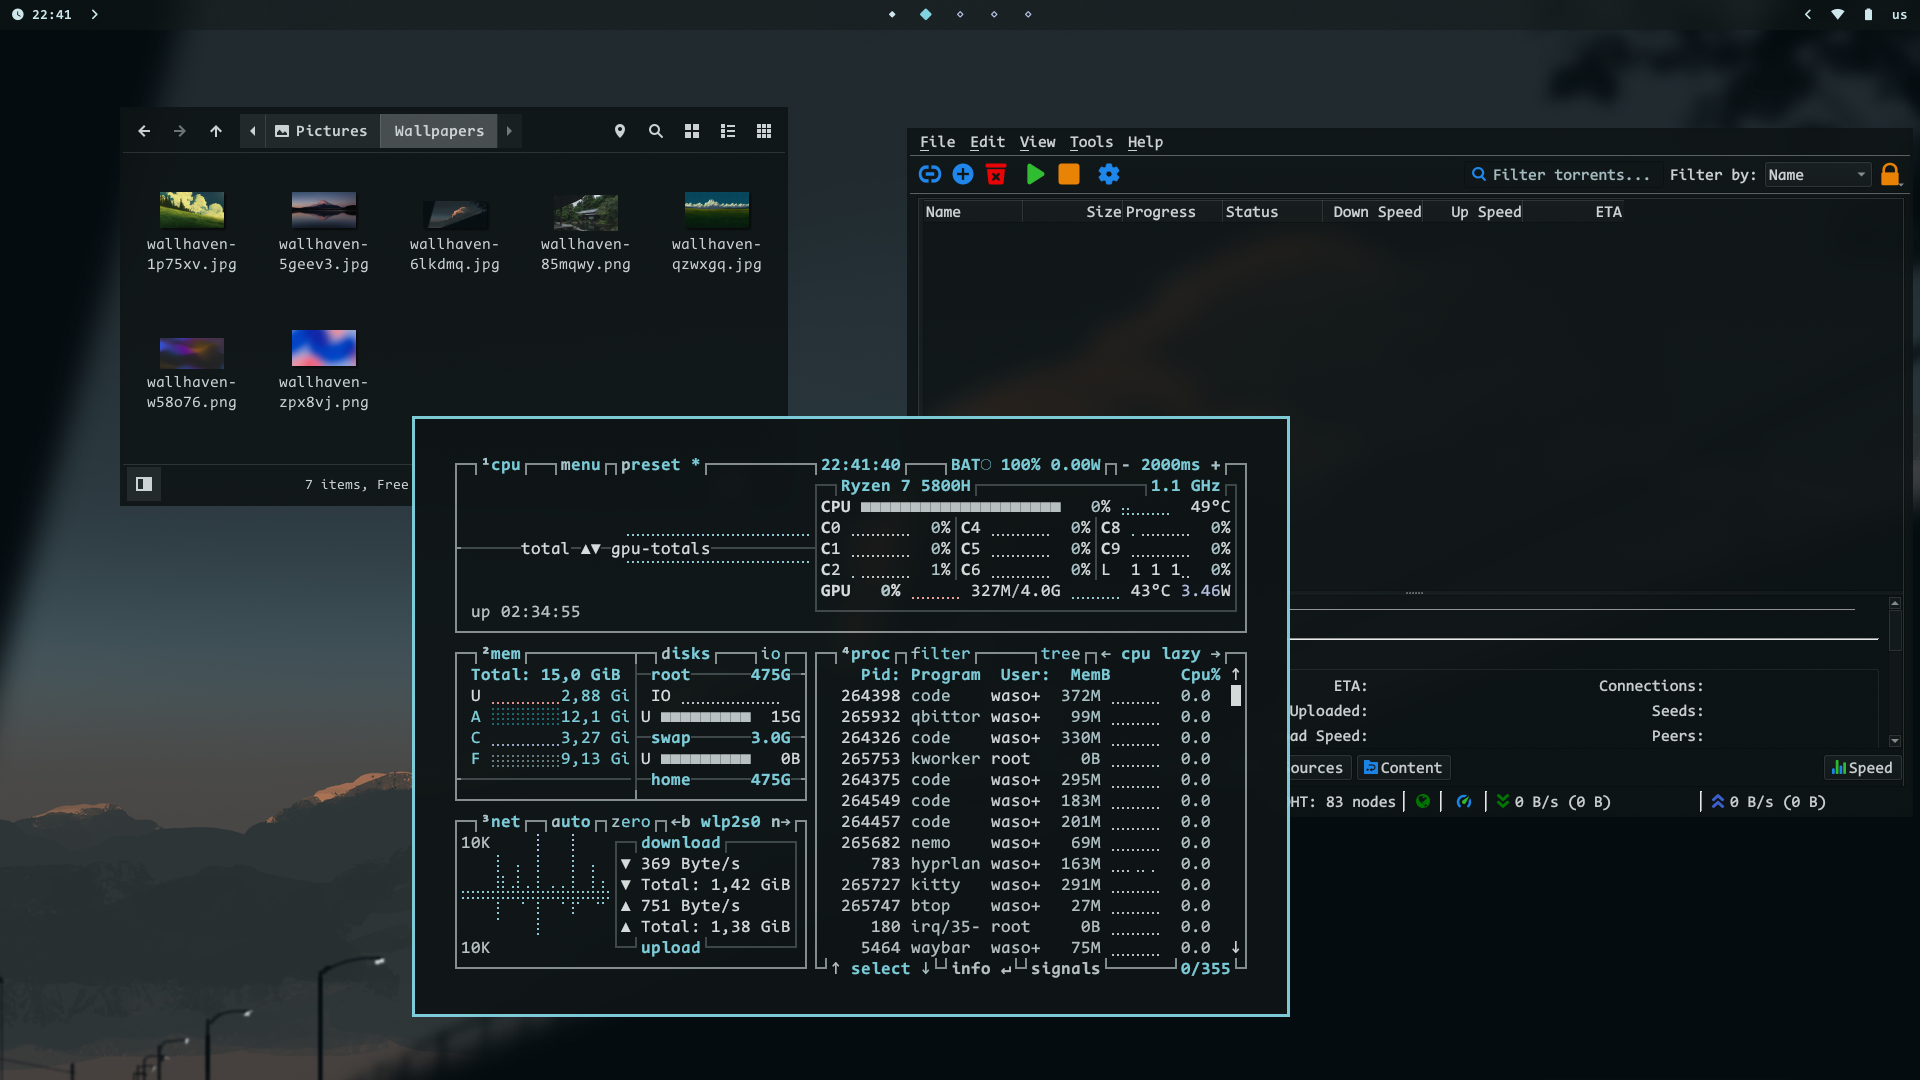 22:41
us
Pictures
Wallpapers
wallhaven-1p75xv.jpg
wallhaven-5geev3.jpg
wallhaven-6lkdmq.jpg
wallhaven-85mqwy.png
wallhaven-qzwxgq.jpg
wallhaven-w58o76.png
wallhaven-zpx8vj.png
7 items, Free
File Edit View Tools Help
Filter torrents... Filter by: Name
Name Size Progress Status Down Speed Up Speed ETA
ETA: Connections:
Uploaded: Seeds:
ad Speed: Peers:
ources Content Speed
HT: 83 nodes 0 B/s (0 B) 0 B/s (0 B)
¹cpu menu preset * 22:41:40 BAT 100% 0.00W - 2000ms +
Ryzen 7 5800H 1.1 GHz
CPU 0% 49°C
C0 0% C4 0% C8 0%
total ▲▼ gpu-totals
C1 0% C5 0% C9 0%
C2 1% C6 0% L 1 1 1 0%
GPU 0% 327M/4.0G 43°C 3.46W
up 02:34:55
²mem disks io
Total: 15,0 GiB root 475G
U 2,88 Gi IO
A 12,1 Gi U 15G
C 3,27 Gi swap 3.0G
F 9,13 Gi U 0B
home 475G
³net auto zero ←b wlp2s0 n→
10K download
▼ 369 Byte/s
▼ Total: 1,42 GiB
▲ 751 Byte/s
▲ Total: 1,38 GiB
10K upload
⁴proc filter tree ← cpu lazy →
Pid: Program User: MemB Cpu% ↑
264398 code waso+ 372M 0.0
265932 qbittor waso+ 99M 0.0
264326 code waso+ 330M 0.0
265753 kworker root 0B 0.0
264375 code waso+ 295M 0.0
264549 code waso+ 183M 0.0
264457 code waso+ 201M 0.0
265682 nemo waso+ 69M 0.0
783 hyprlan waso+ 163M 0.0
265727 kitty waso+ 291M 0.0
265747 btop waso+ 27M 0.0
180 irq/35- root 0B 0.0
5464 waybar waso+ 75M 0.0 ↓
↑ select ↓ info ↵ signals 0/355